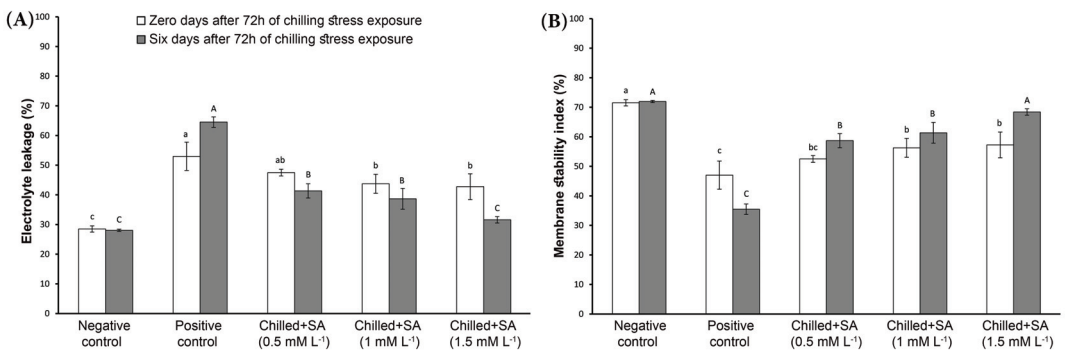 (A)
Zero days after 72h of chilling stress exposure
Six days after 72h of chilling stress exposure
Electrolyte leakage (%)
100
90
80
70
60
50
40
30
20
10
0
c C
a A
ab B
b B
b C
Negative control
Positive control
Chilled+SA (0.5 mM L⁻¹)
Chilled+SA (1 mM L⁻¹)
Chilled+SA (1.5 mM L⁻¹)
(B)
Membrane stability index (%)
100
90
80
70
60
50
40
30
20
10
0
a A
c C
bc B
b B
b A
Negative control
Positive control
Chilled+SA (0.5 mM L⁻¹)
Chilled+SA (1 mM L⁻¹)
Chilled+SA (1.5 mM L⁻¹)